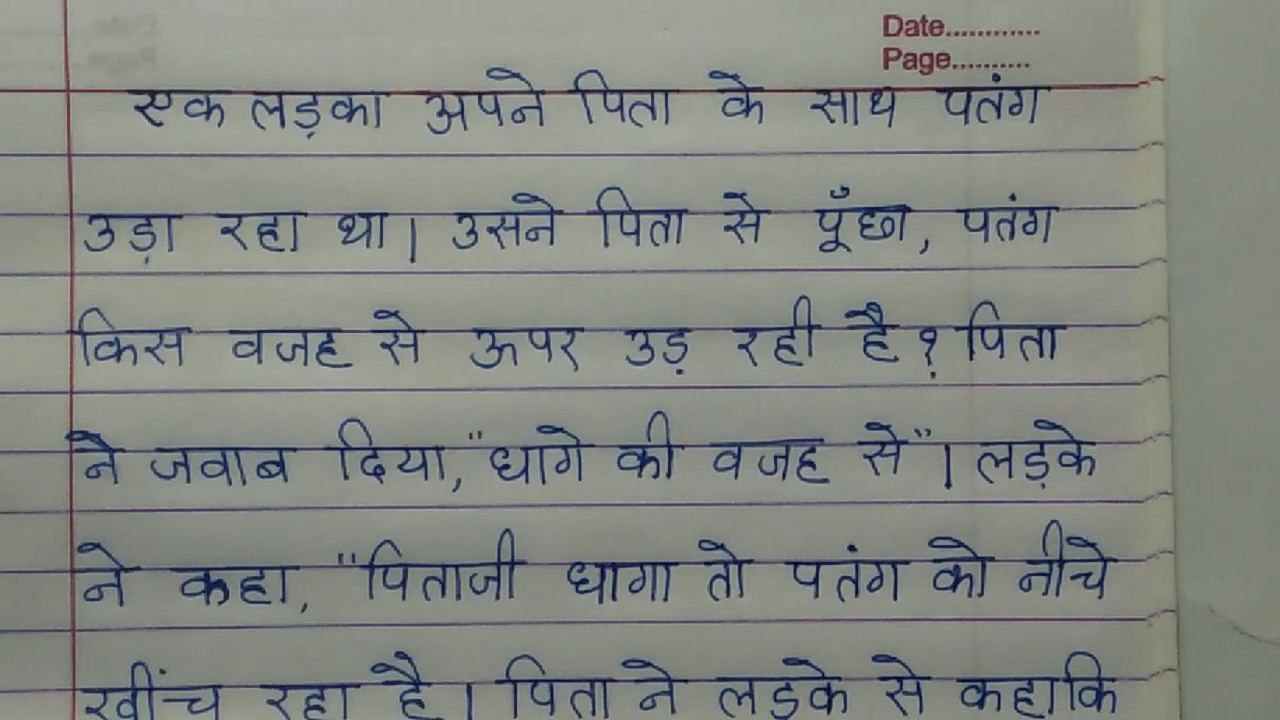 Date............
Page..........
एक लड़का अपने पिता के साथ पतंग
उड़ा रहा था। उसने पिता से पूँछा, पतंग
किस वजह से ऊपर उड़ रही है? पिता
ने जवाब दिया, "धागे की वजह से"। लड़के
ने कहा, "पिताजी धागा तो पतंग को नीचे
खींच रहा है। पिता ने लडके से कहाकि